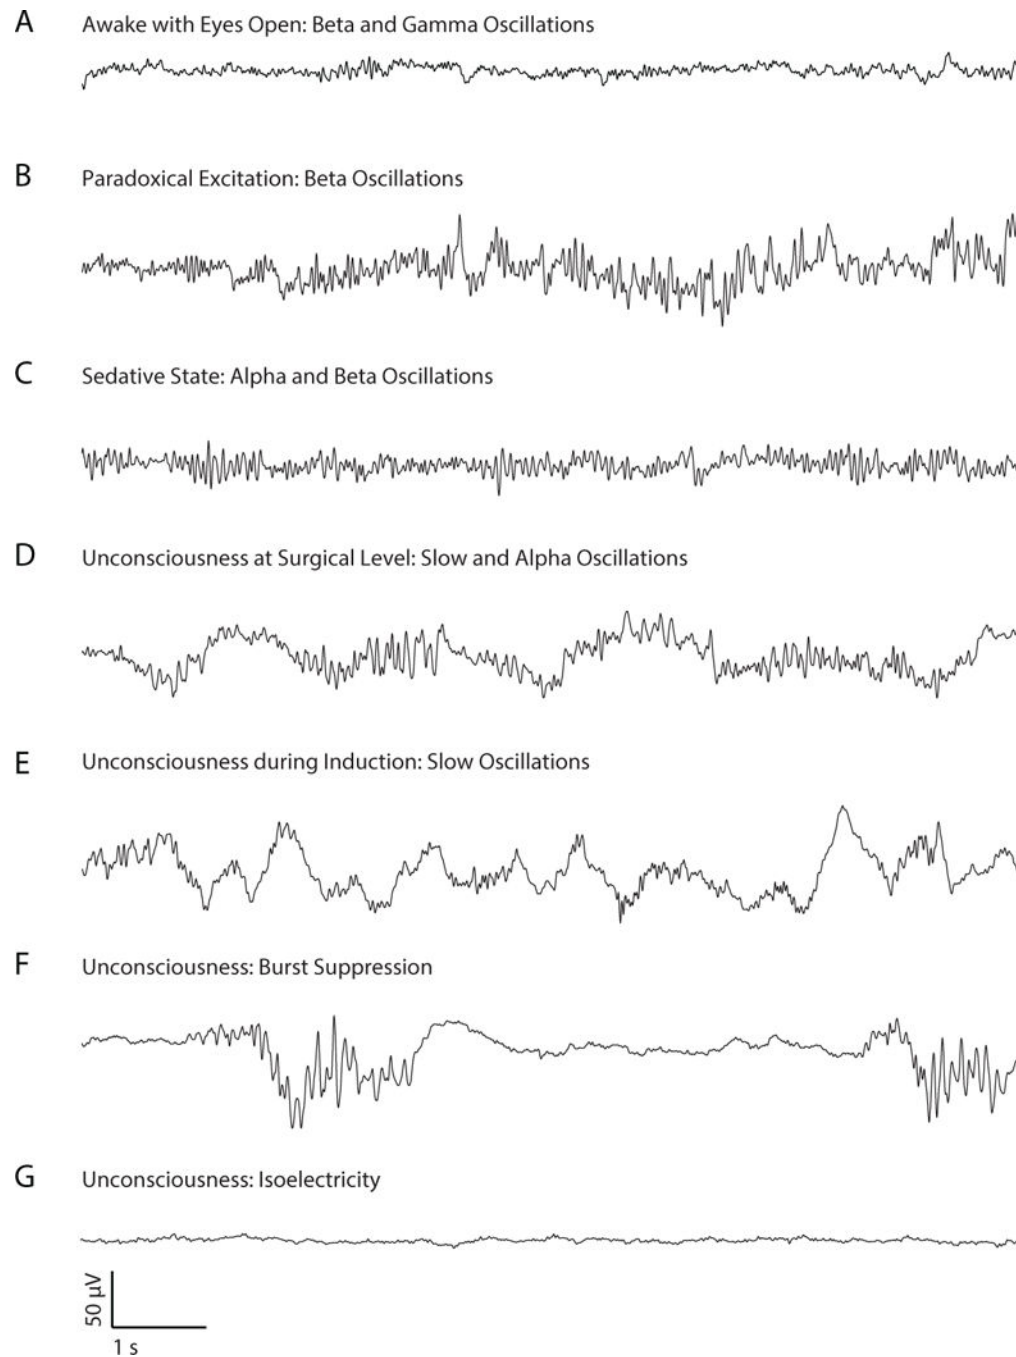 A Awake with Eyes Open: Beta and Gamma Oscillations
B Paradoxical Excitation: Beta Oscillations
C Sedative State: Alpha and Beta Oscillations
D Unconsciousness at Surgical Level: Slow and Alpha Oscillations
E Unconsciousness during Induction: Slow Oscillations
F Unconsciousness: Burst Suppression
G Unconsciousness: Isoelectricity
50 μV
1 s